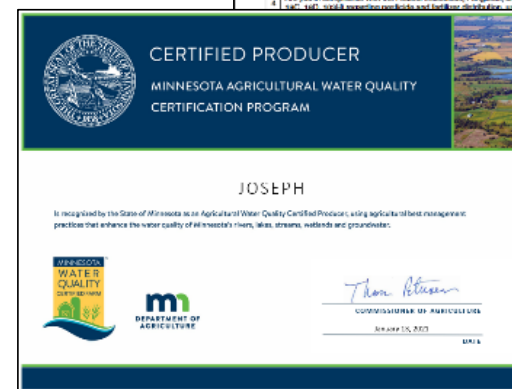 CERTIFIED PRODUCER
MINNESOTA AGRICULTURAL WATER QUALITY
CERTIFICATION PROGRAM
JOSEPH
is recognized by the State of Minnesota as an Agricultural Water Quality Certified Producer, using agricultural best management
practices that enhance the water quality of Minnesota's rivers, lakes, streams, wetlands and groundwater.
MINNESOTA
WATER
QUALITY
CERTIFIED FARM
DEPARTMENT OF
AGRICULTURE
COMMISSIONER OF AGRICULTURE
DATE